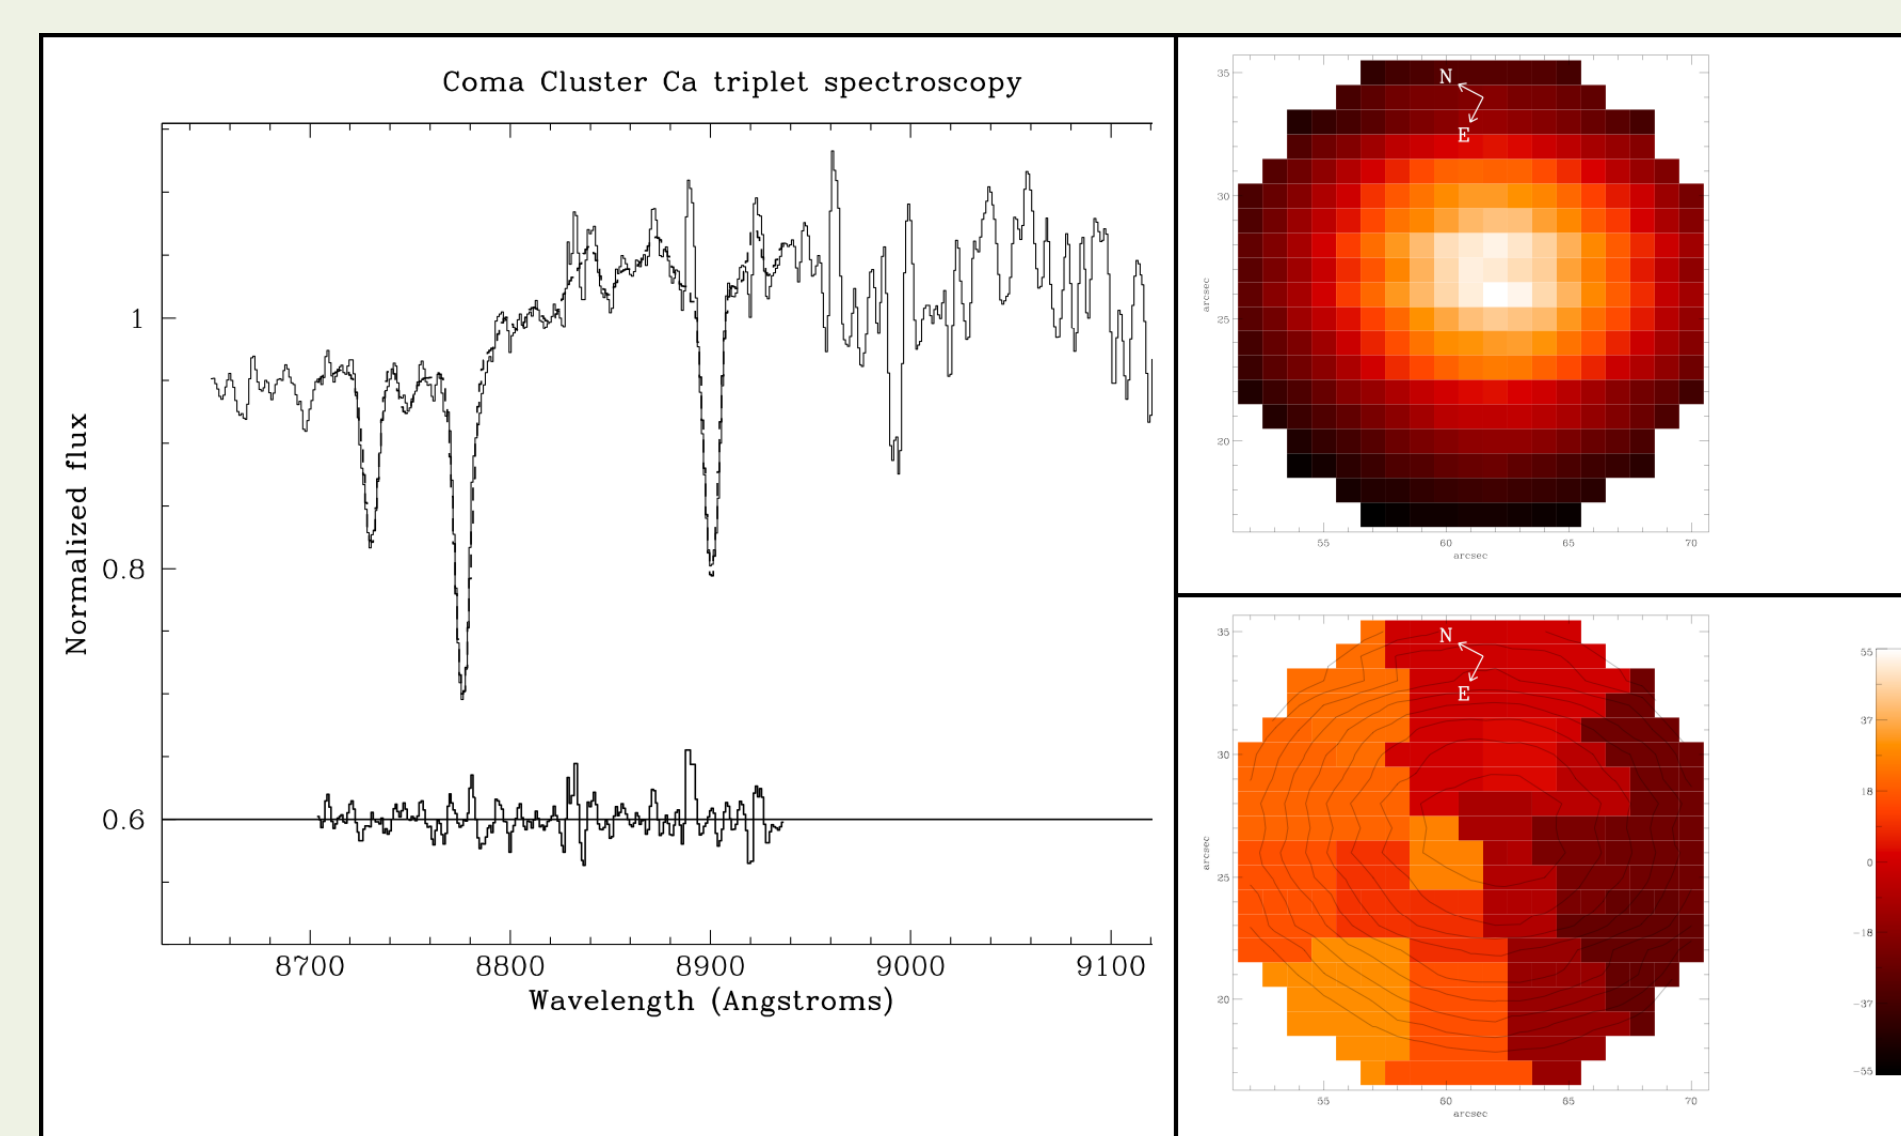 Coma Cluster Ca triplet spectroscopy
Normalized flux
1
0.8
0.6
8700 8800 8900 9000 9100
Wavelength (Angstroms)
35
30
25
20
arcsec
N
E
55 60 65 70
arcsec
35
30
25
20
arcsec
N
E
55 60 65 70
arcsec
55
37
18
0
−18
−37
−55